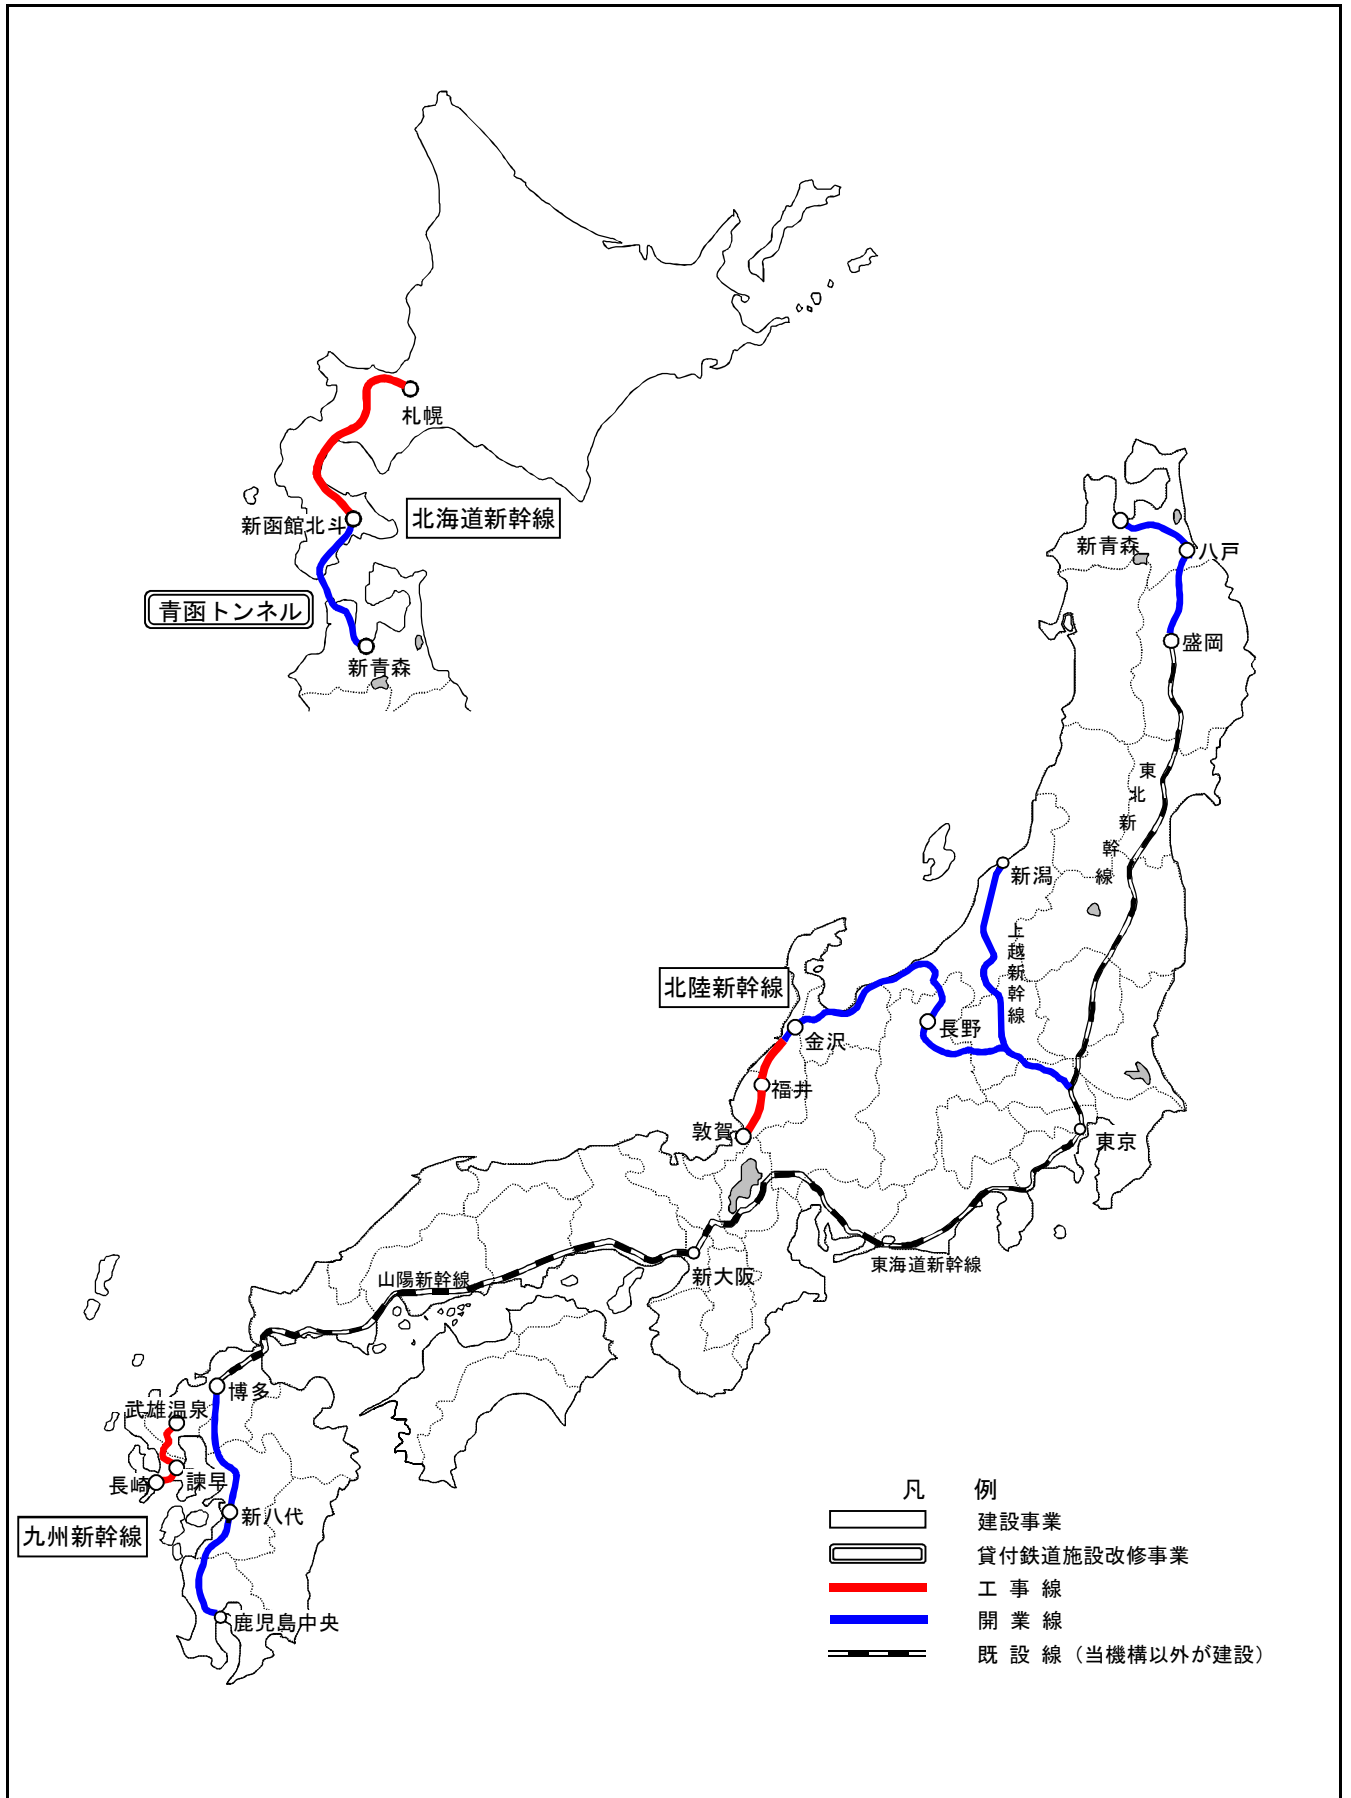 札幌
北海道新幹線
新函館北斗
青函トンネル
新青森
新青森
八戸
盛岡
東北新幹線
新潟
上越新幹線
北陸新幹線
長野
金沢
福井
敦賀
東京
東海道新幹線
新大阪
山陽新幹線
博多
武雄温泉
諫早
長崎
新八代
九州新幹線
鹿児島中央
凡 例
建設事業
貸付鉄道施設改修事業
工 事 線
開 業 線
既 設 線（当機構以外が建設）